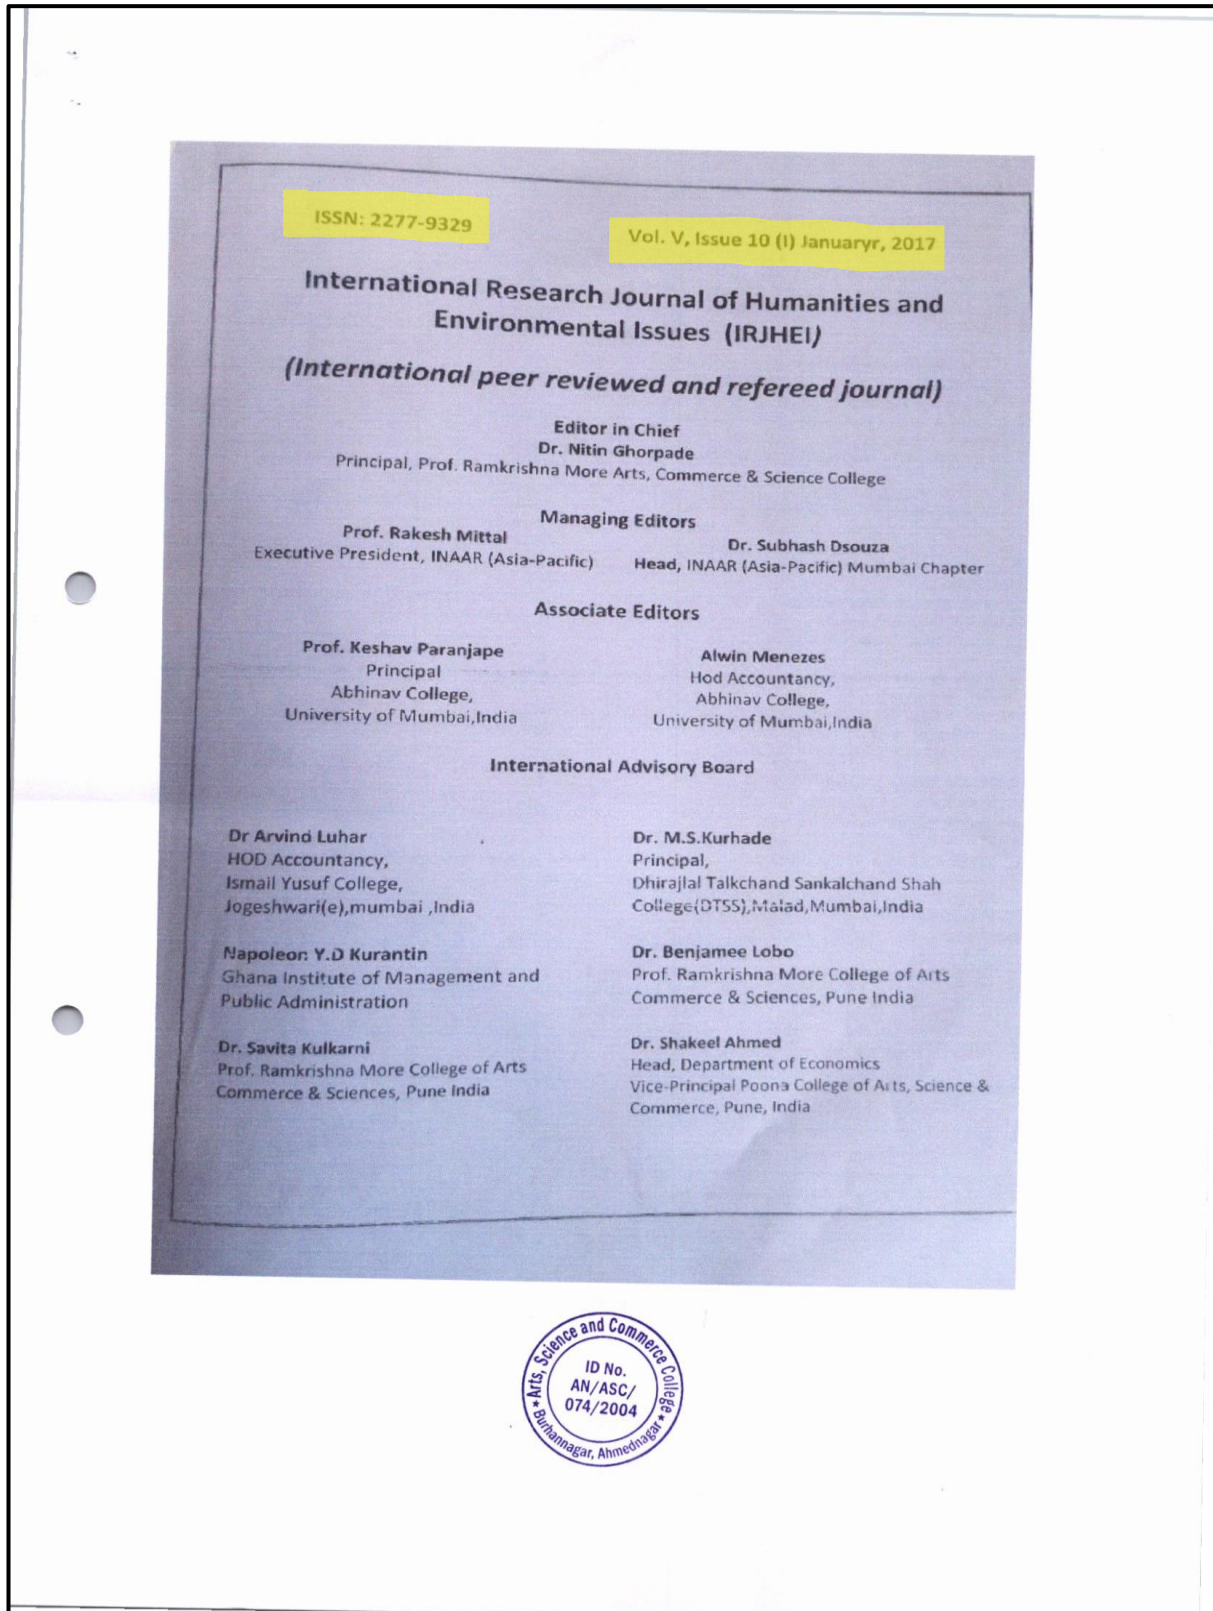 ISSN: 2277-9329
Vol. V, Issue 10 (I) Januaryr, 2017
International Research Journal of Humanities and
Environmental Issues (IRJHEI)
(International peer reviewed and refereed journal)
Editor in Chief
Dr. Nitin Ghorpade
Principal, Prof. Ramkrishna More Arts, Commerce & Science College
Managing Editors
Prof. Rakesh Mittal
Executive President, INAAR (Asia-Pacific)
Dr. Subhash Dsouza
Head, INAAR (Asia-Pacific) Mumbai Chapter
Associate Editors
Prof. Keshav Paranjape
Principal
Abhinav College,
University of Mumbai,India
Alwin Menezes
Hod Accountancy,
Abhinav College,
University of Mumbai,India
International Advisory Board
Dr Arvind Luhar
HOD Accountancy,
Ismail Yusuf College,
Jogeshwari(e),mumbai ,India
Dr. M.S.Kurhade
Principal,
Dhirajlal Talkchand Sankalchand Shah
College(DTSS),Malad,Mumbai,India
Napoleon Y.D Kurantin
Ghana Institute of Management and
Public Administration
Dr. Benjamee Lobo
Prof. Ramkrishna More College of Arts
Commerce & Sciences, Pune India
Dr. Savita Kulkarni
Prof. Ramkrishna More College of Arts
Commerce & Sciences, Pune India
Dr. Shakeel Ahmed
Head, Department of Economics
Vice-Principal Poona College of Arts, Science &
Commerce, Pune, India
Arts, Science and Commerce College
ID No.
AN/ASC/
074/2004
Burhannagar, Ahmednagar